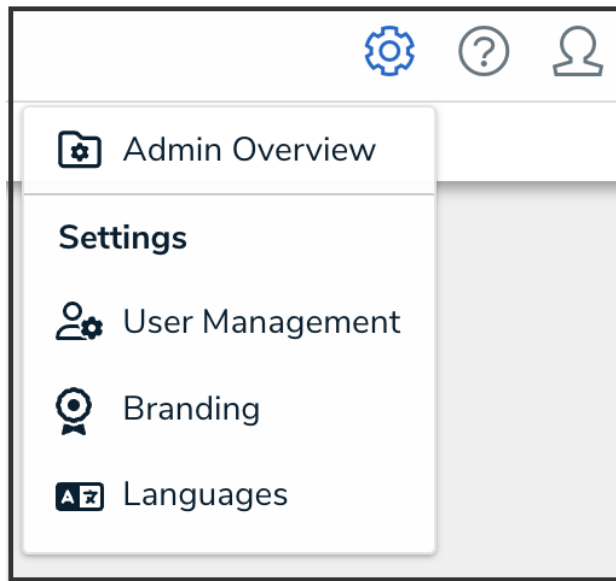 Admin Overview
Settings
User Management
Branding
Languages